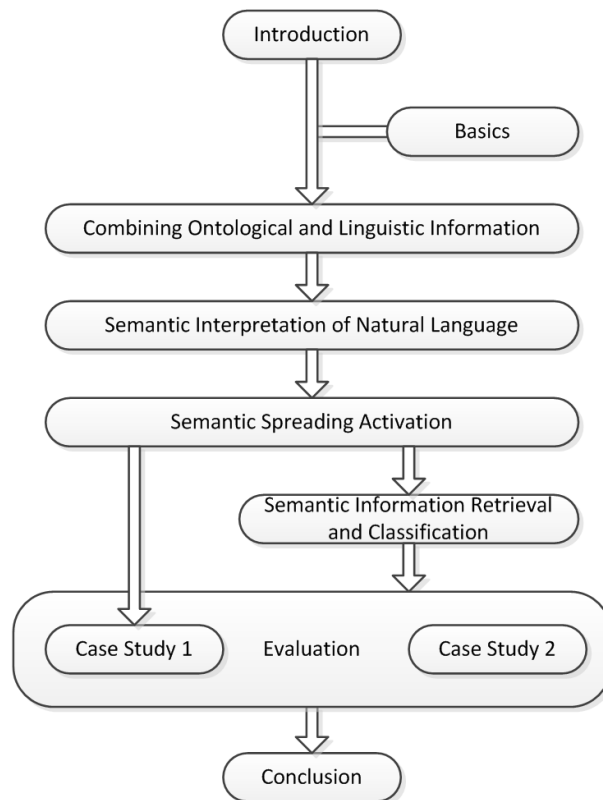 Introduction
Basics
Combining Ontological and Linguistic Information
Semantic Interpretation of Natural Language
Semantic Spreading Activation
Semantic Information Retrieval
and Classification
Case Study 1
Evaluation
Case Study 2
Conclusion